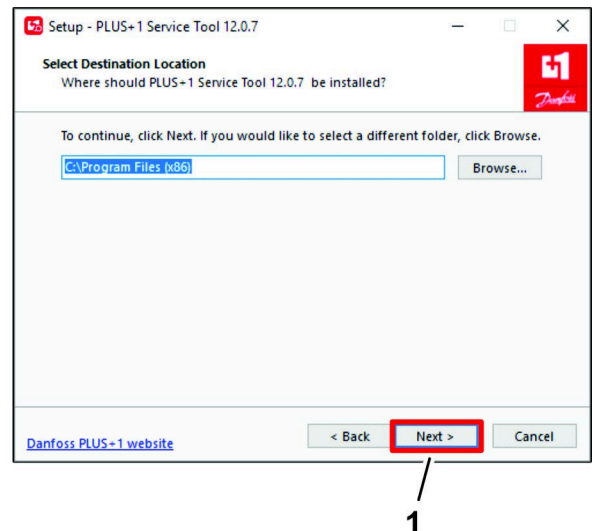 Setup - PLUS+1 Service Tool 12.0.7
Select Destination Location
Where should PLUS+1 Service Tool 12.0.7 be installed?
+1
Danfoss
To continue, click Next. If you would like to select a different folder, click Browse.
C:\Program Files (x86)
Browse...
Danfoss PLUS+1 website
< Back
Next >
Cancel
1